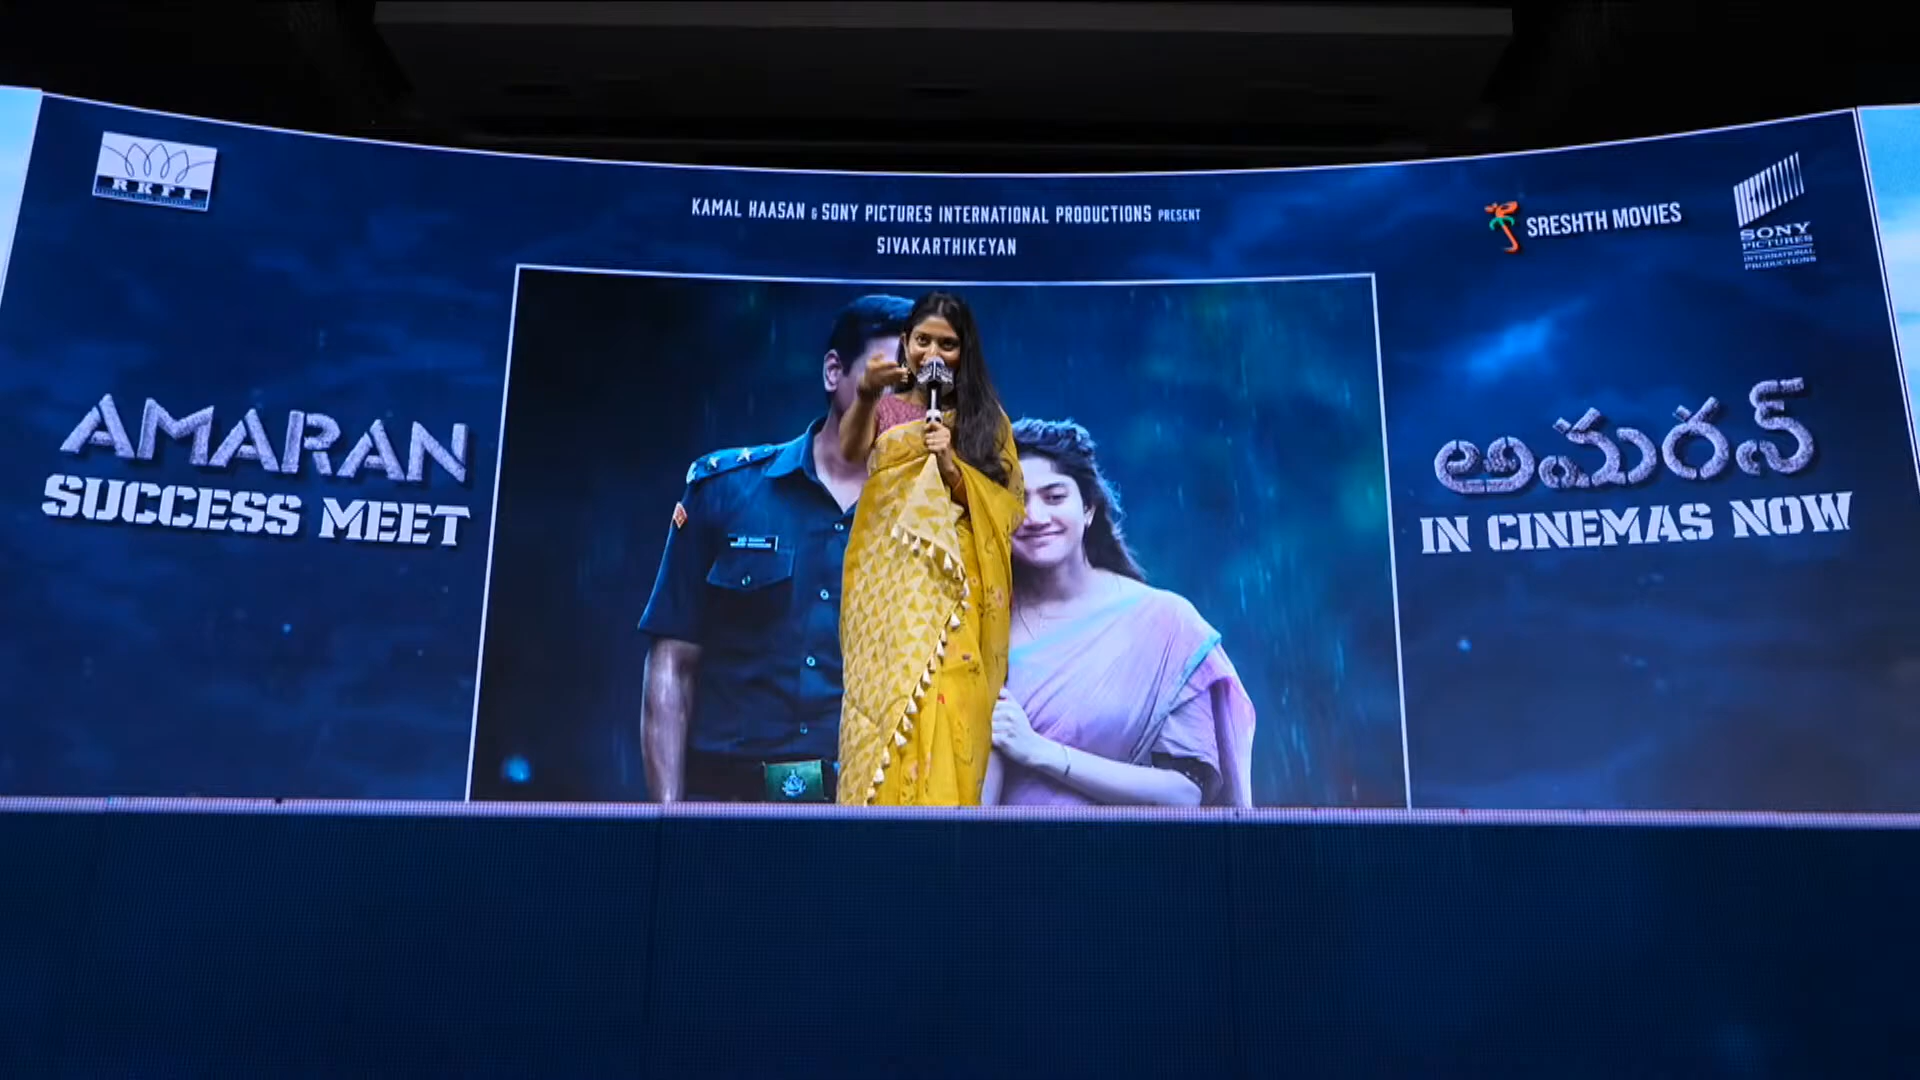 RKFI
KAMAL HAASAN & SONY PICTURES INTERNATIONAL PRODUCTIONS PRESENT
SIVAKARTHIKEYAN
SRESHTH MOVIES
SONY
PICTURES
INTERNATIONAL
PRODUCTIONS
AMARAN
SUCCESS MEET
అమరన్
IN CINEMAS NOW